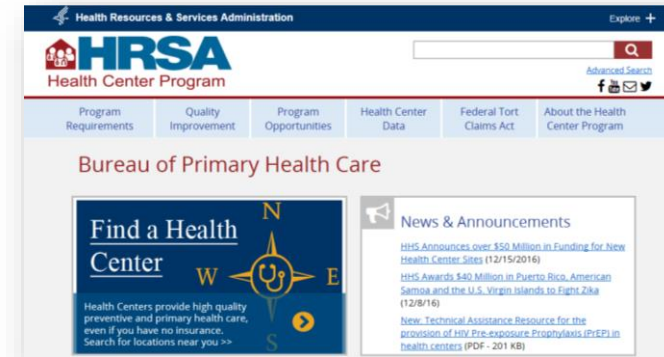 Health Resources & Services Administration
Explore +
HRSA
Health Center Program
Advanced Search
Program Requirements
Quality Improvement
Program Opportunities
Health Center Data
Federal Tort Claims Act
About the Health Center Program
Bureau of Primary Health Care
Find a Health
Center
N
W
E
S
Health Centers provide high quality
preventive and primary health care,
even if you have no insurance.
Search for locations near you >>
News & Announcements
HHS Announces over $50 Million in Funding for New
Health Center Sites (12/15/2016)
HHS Awards $40 Million in Puerto Rico, American
Samoa and the U.S. Virgin Islands to Fight Zika
(12/8/16)
New: Technical Assistance Resource for the
provision of HIV Pre-exposure Prophylaxis (PrEP) in
health centers (PDF - 201 KB)